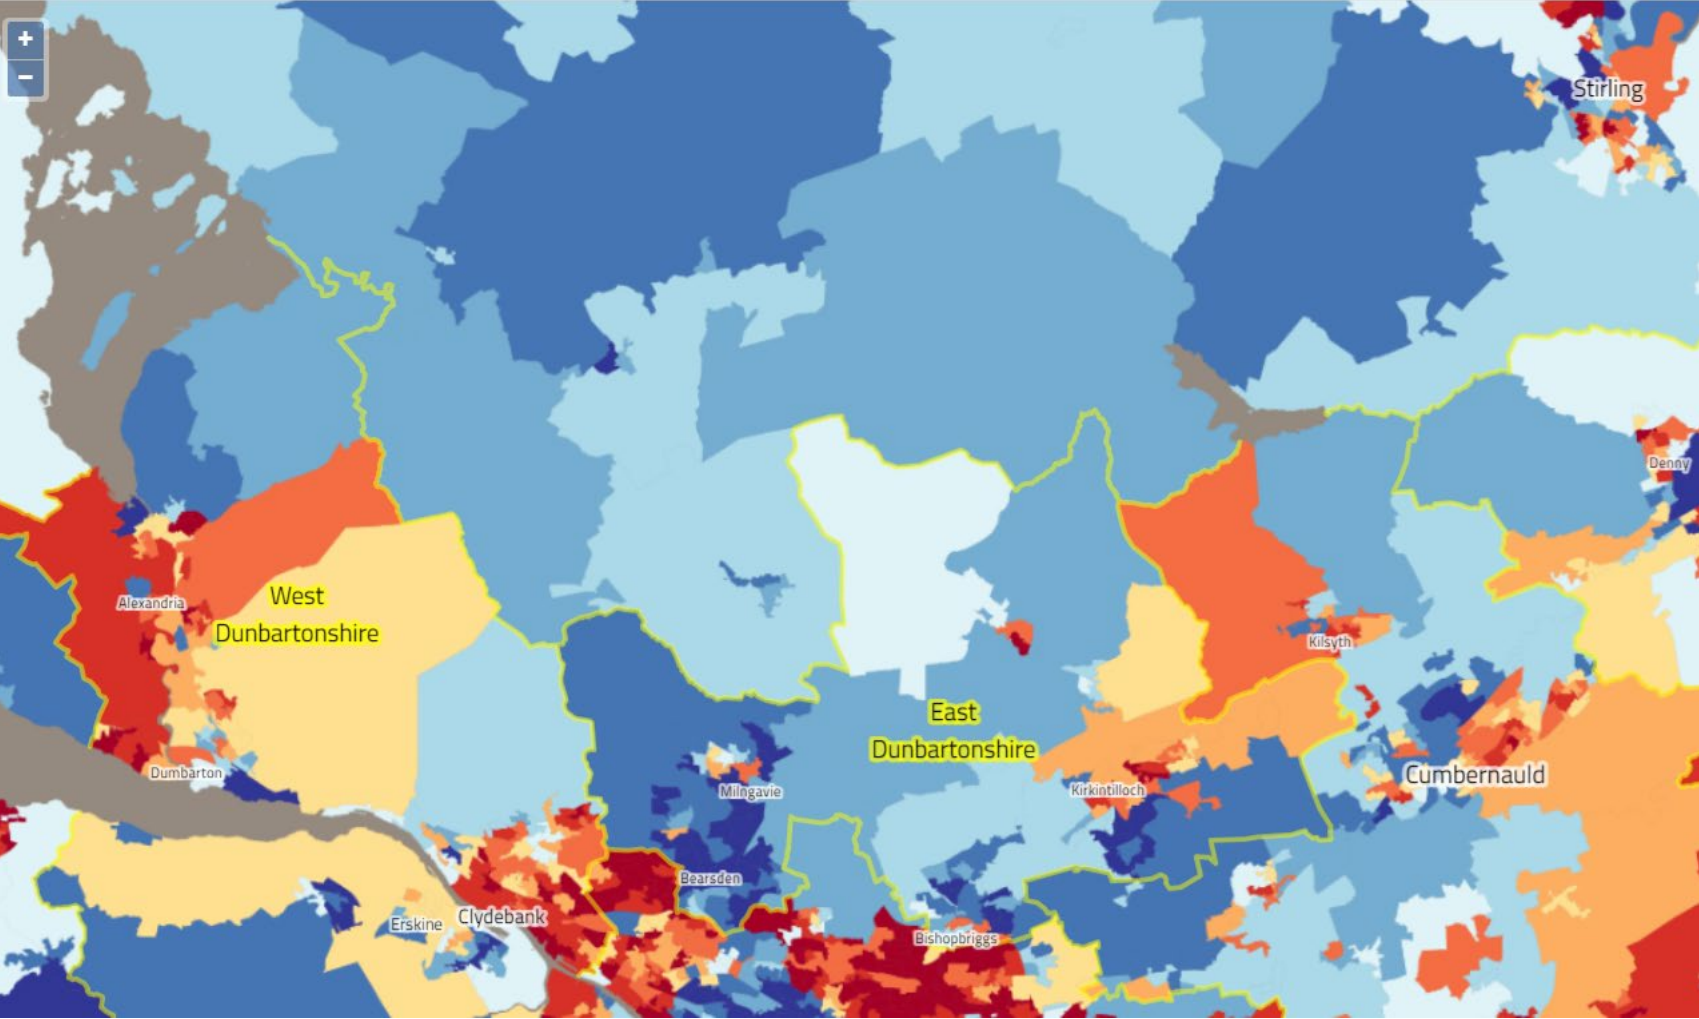 +
−
Stirling
Denny
West
Dunbartonshire
Alexandria
Kilsyth
East
Dunbartonshire
Dumbarton
Milngavie
Kirkintilloch
Cumbernauld
Bearsden
Erskine
Clydebank
Bishopbriggs